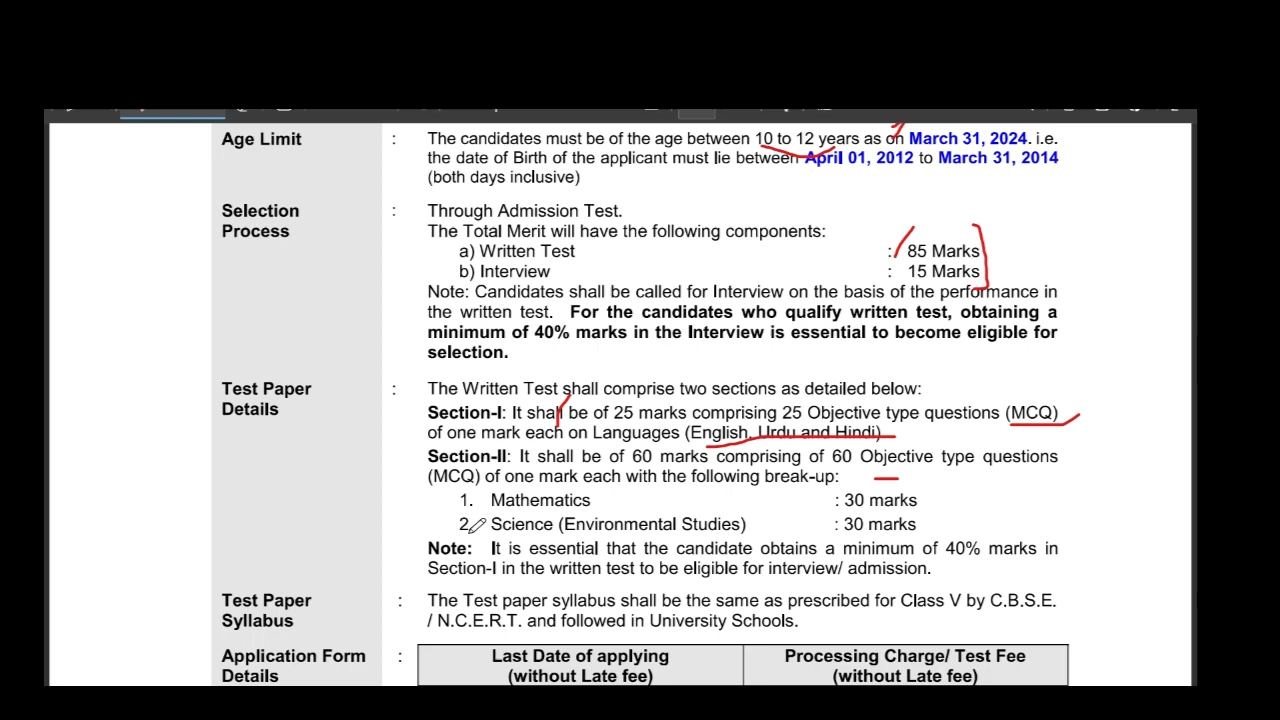 Age Limit : The candidates must be of the age between 10 to 12 years as on March 31, 2024. i.e.
the date of Birth of the applicant must lie between April 01, 2012 to March 31, 2014
(both days inclusive)
Selection Process : Through Admission Test.
The Total Merit will have the following components:
a) Written Test : 85 Marks
b) Interview : 15 Marks
Note: Candidates shall be called for Interview on the basis of the performance in
the written test. For the candidates who qualify written test, obtaining a
minimum of 40% marks in the Interview is essential to become eligible for
selection.
Test Paper Details : The Written Test shall comprise two sections as detailed below:
Section-I: It shall be of 25 marks comprising 25 Objective type questions (MCQ)
of one mark each on Languages (English, Urdu and Hindi)
Section-II: It shall be of 60 marks comprising of 60 Objective type questions
(MCQ) of one mark each with the following break-up:
1. Mathematics : 30 marks
2. Science (Environmental Studies) : 30 marks
Note: It is essential that the candidate obtains a minimum of 40% marks in
Section-I in the written test to be eligible for interview/ admission.
Test Paper Syllabus : The Test paper syllabus shall be the same as prescribed for Class V by C.B.S.E.
/ N.C.E.R.T. and followed in University Schools.
Application Form Details : Last Date of applying (without Late fee) Processing Charge/ Test Fee (without Late fee)